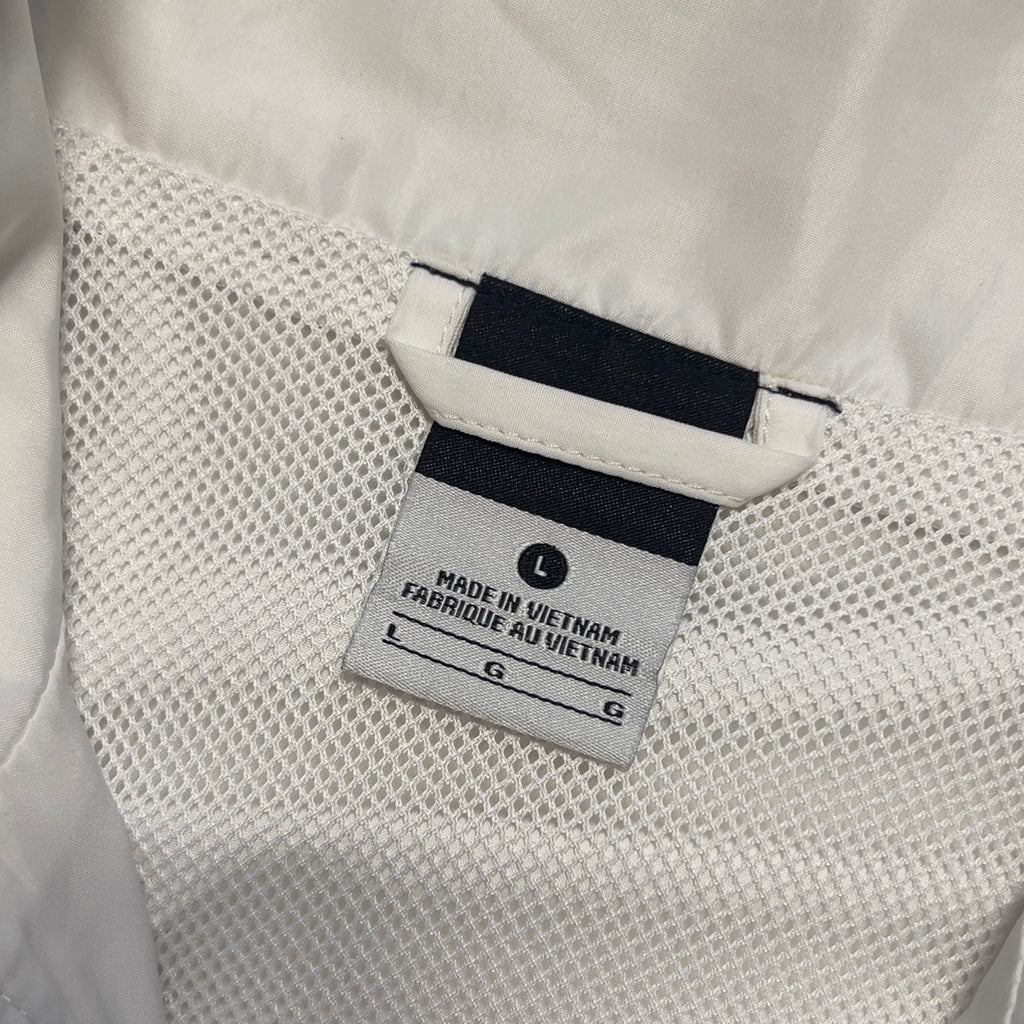 L
MADE IN VIETNAM
FABRIQUE AU VIETNAM
L G G